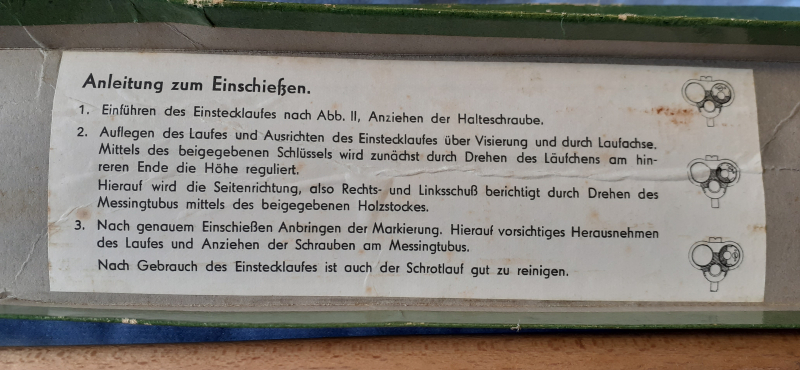 Anleitung zum Einschießen.
1. Einführen des Einstecklaufes nach Abb. II, Anziehen der Halteschraube.
2. Auflegen des Laufes und Ausrichten des Einstecklaufes über Visierung und durch Laufachse.
Mittels des beigegebenen Schlüssels wird zunächst durch Drehen des Läufchens am hin-
reren Ende die Höhe reguliert.
Hierauf wird die Seitenrichtung, also Rechts- und Linksschuß berichtigt durch Drehen des
Messingtubus mittels des beigegebenen Holzstockes.
3. Nach genauem Einschießen Anbringen der Markierung. Hierauf vorsichtiges Herausnehmen
des Laufes und Anziehen der Schrauben am Messingtubus.
Nach Gebrauch des Einstecklaufes ist auch der Schrotlauf gut zu reinigen.